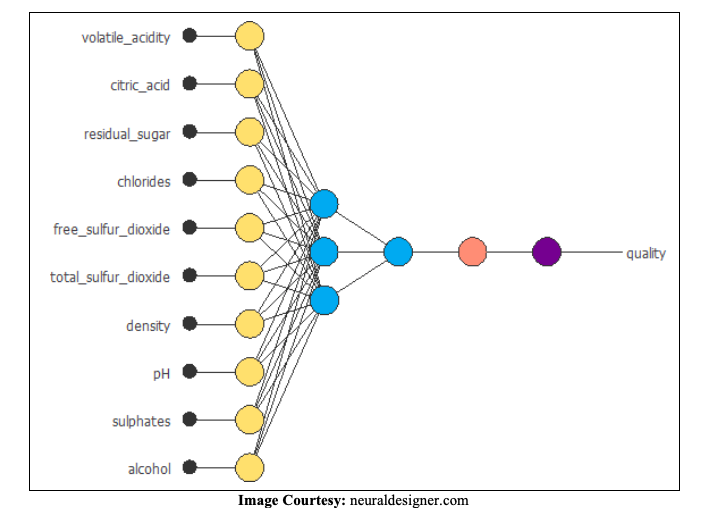 volatile_acidity
citric_acid
residual_sugar
chlorides
free_sulfur_dioxide
total_sulfur_dioxide
density
pH
sulphates
alcohol
quality
Image Courtesy: neuraldesigner.com